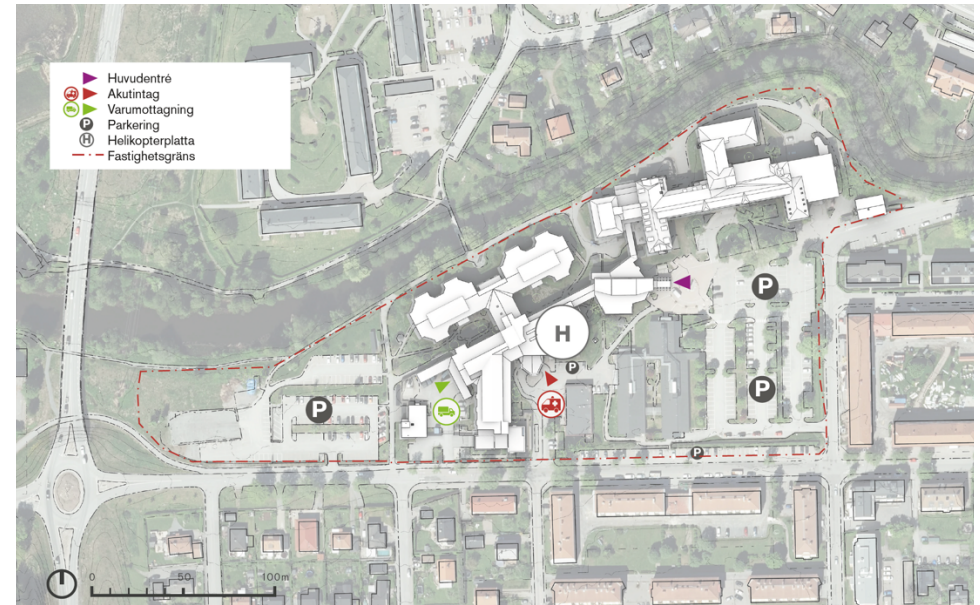 Huvudentré
Akutintag
Varumottagning
P Parkering
H Helikopterplatta
Fastighetsgräns
P
H
P
P
P
P
0 50 100m